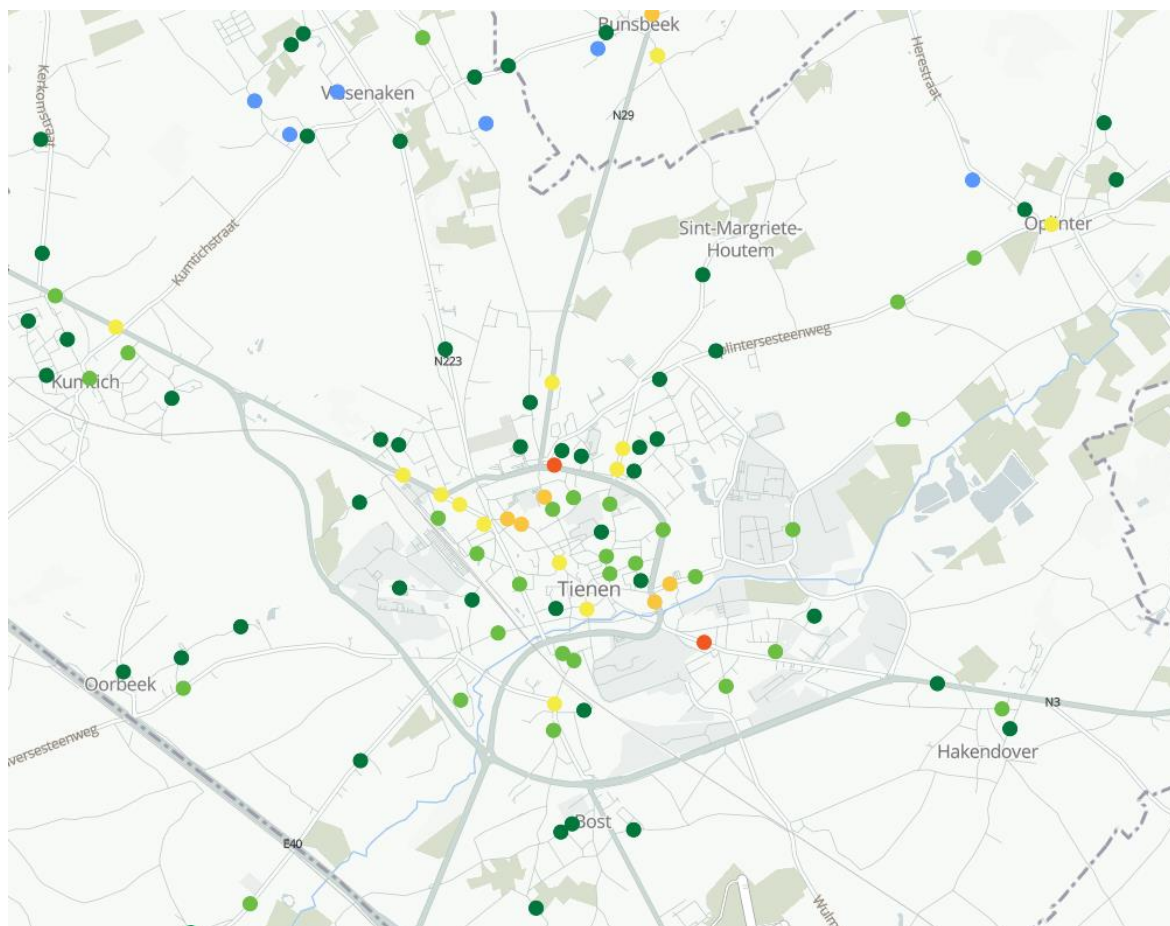 Bunsbeek
Herestraat
Kerkomstraat
Vissenaken
N29
Kumtichstraat
Sint-Margriete-
Houtem
Oplinter
N223
plintersesteenweg
Kumtich
Tienen
Oorbeek
N3
versesteenweg
Hakendover
Bost
E40
Wulm